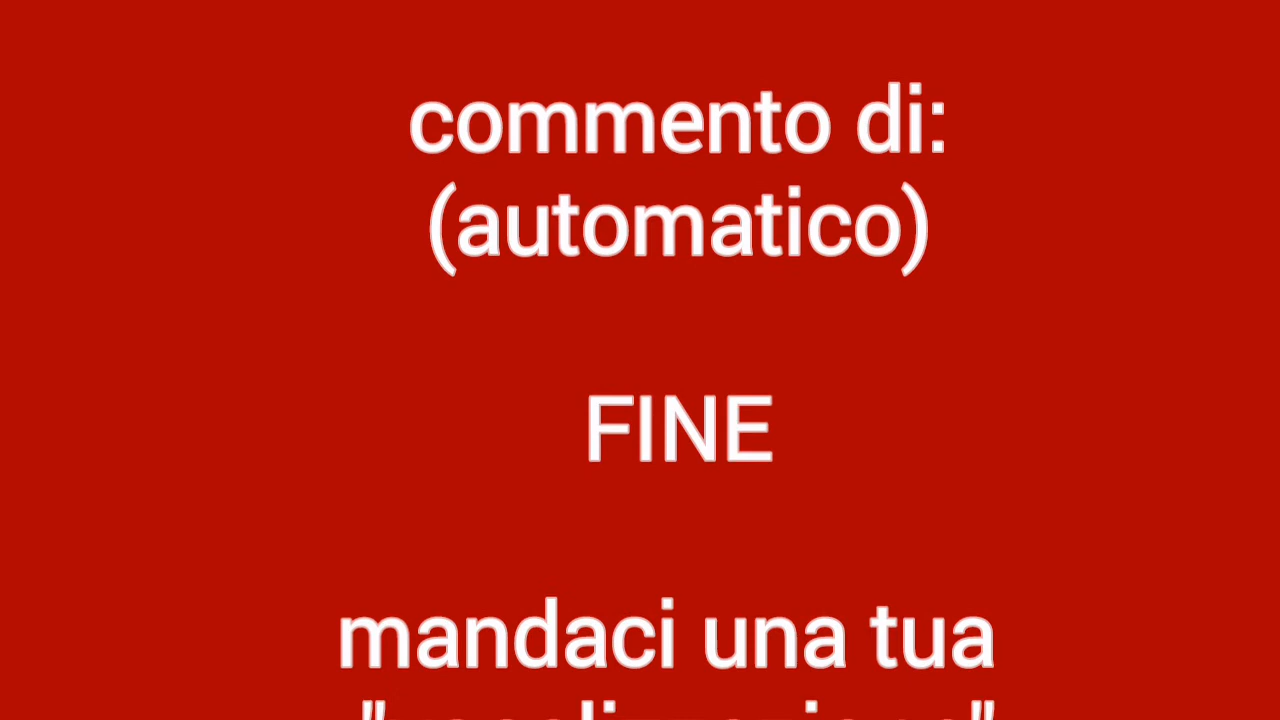 commento di:
(automatico)
FINE
mandaci una tua